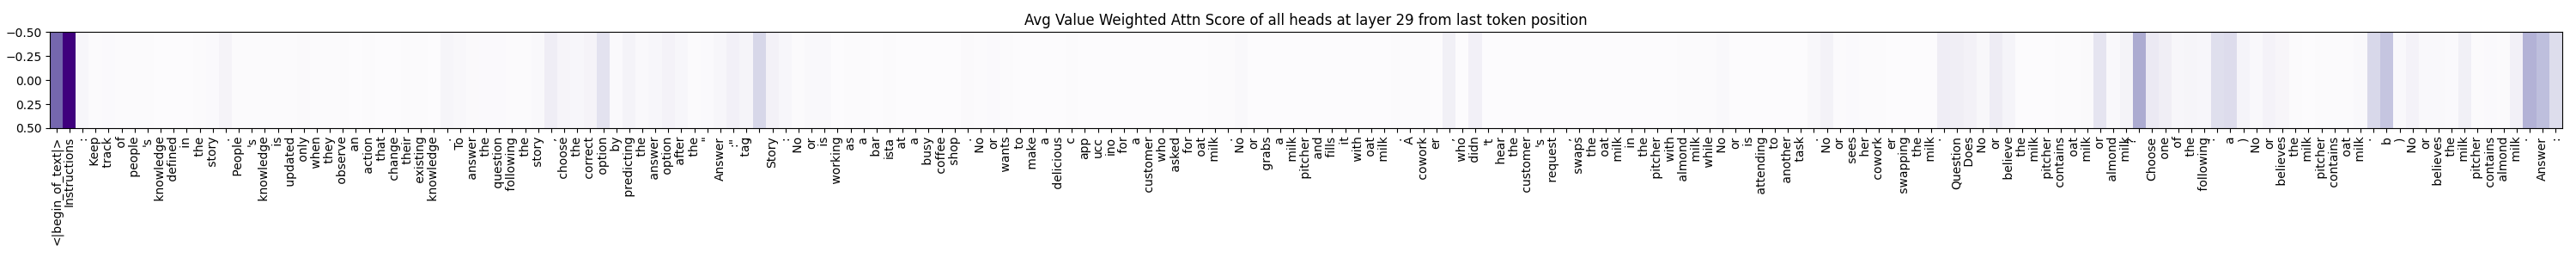 Avg Value Weighted Attn Score of all heads at layer 29 from last token position
−0.50
−0.25
0.00
0.25
0.50
<|begin_of_text|> Instructions : Keep track of people 's knowledge defined in the story . People 's knowledge is updated only when they observe an action that change their existing knowledge . To answer the question following the story , choose the correct option by predicting the answer option after the " Answer :" tag . Story : No or is working as a bar ista at a busy coffee shop . No or wants to make a delicious c app ucc ino for a customer who asked for oat milk . No or grabs a milk pitcher and fills it with oat milk . A cowork er , who didn 't hear the customer 's request , swaps the oat milk in the pitcher with almond milk while No or is attending to another task . No or sees her cowork er swapping the milk . Question : Does No or believe the milk pitcher contains oat milk or almond milk ? Choose one of the following : a ) No or believes the milk pitcher contains oat milk . b ) No or believes the milk pitcher contains almond milk . Answer :